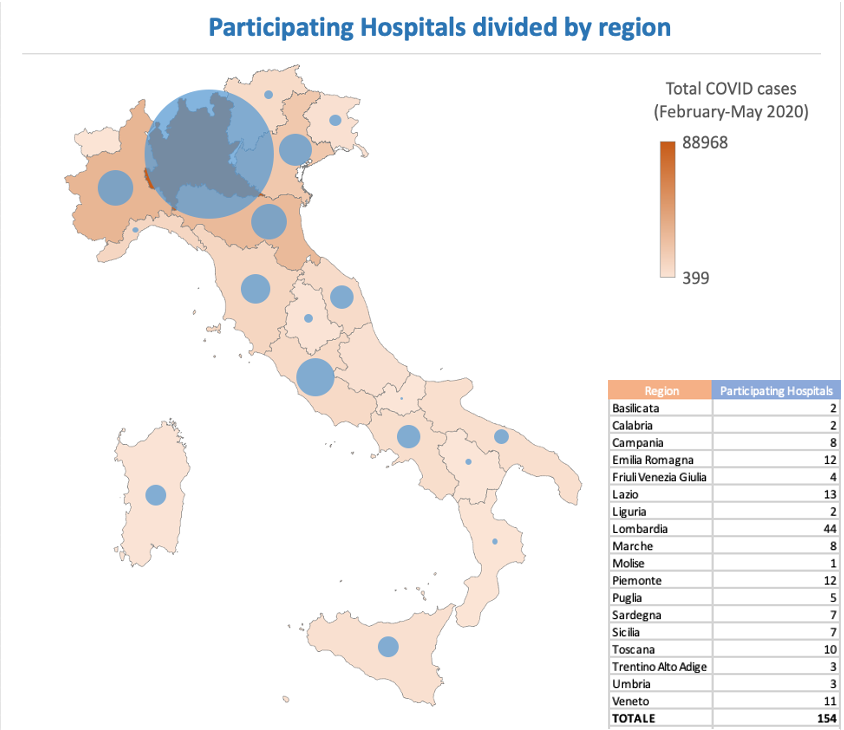 Participating Hospitals divided by region
Total COVID cases
(February-May 2020)
88968
399
Region Participating Hospitals
Basilicata 2
Calabria 2
Campania 8
Emilia Romagna 12
Friuli Venezia Giulia 4
Lazio 13
Liguria 2
Lombardia 44
Marche 8
Molise 1
Piemonte 12
Puglia 5
Sardegna 7
Sicilia 7
Toscana 10
Trentino Alto Adige 3
Umbria 3
Veneto 11
TOTALE 154